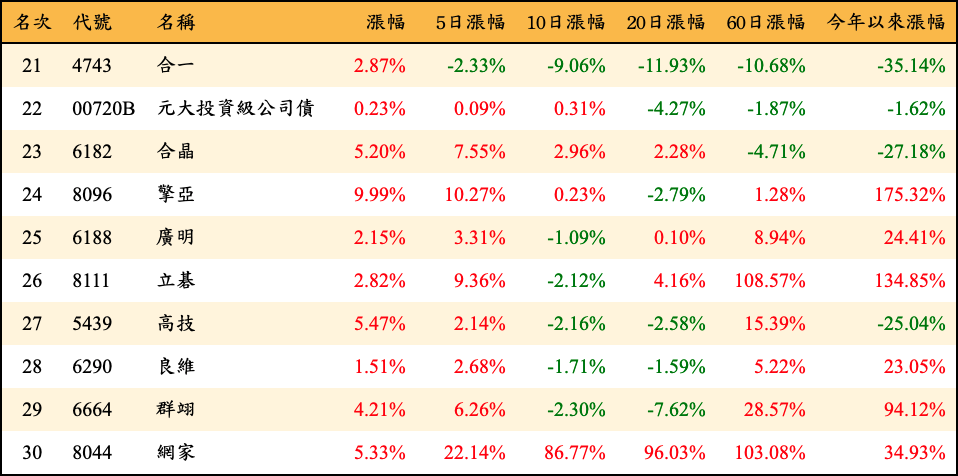 名次 代號 名稱 漲幅 5日漲幅 10日漲幅 20日漲幅 60日漲幅 今年以來漲幅
21 4743 合一 2.87% -2.33% -9.06% -11.93% -10.68% -35.14%
22 00720B 元大投資級公司債 0.23% 0.09% 0.31% -4.27% -1.87% -1.62%
23 6182 合晶 5.20% 7.55% 2.96% 2.28% -4.71% -27.18%
24 8096 擎亞 9.99% 10.27% 0.23% -2.79% 1.28% 175.32%
25 6188 廣明 2.15% 3.31% -1.09% 0.10% 8.94% 24.41%
26 8111 立碁 2.82% 9.36% -2.12% 4.16% 108.57% 134.85%
27 5439 高技 5.47% 2.14% -2.16% -2.58% 15.39% -25.04%
28 6290 良維 1.51% 2.68% -1.71% -1.59% 5.22% 23.05%
29 6664 群翊 4.21% 6.26% -2.30% -7.62% 28.57% 94.12%
30 8044 網家 5.33% 22.14% 86.77% 96.03% 103.08% 34.93%